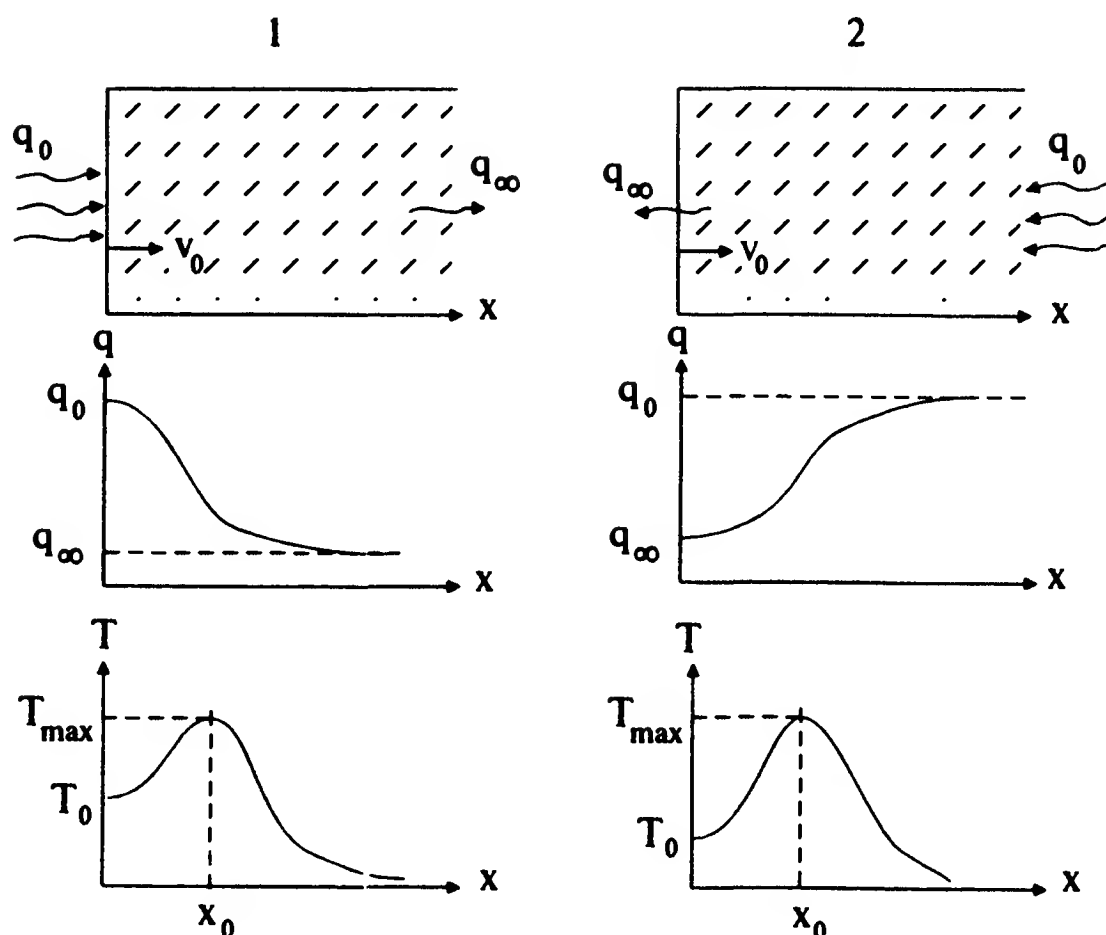 1
q₀
q∞
v₀
x
q
q₀
q∞
x
T
Tmax
T₀
x
x₀
2
q₀
q∞
v₀
x
q
q₀
q∞
x
T
Tmax
T₀
x
x₀